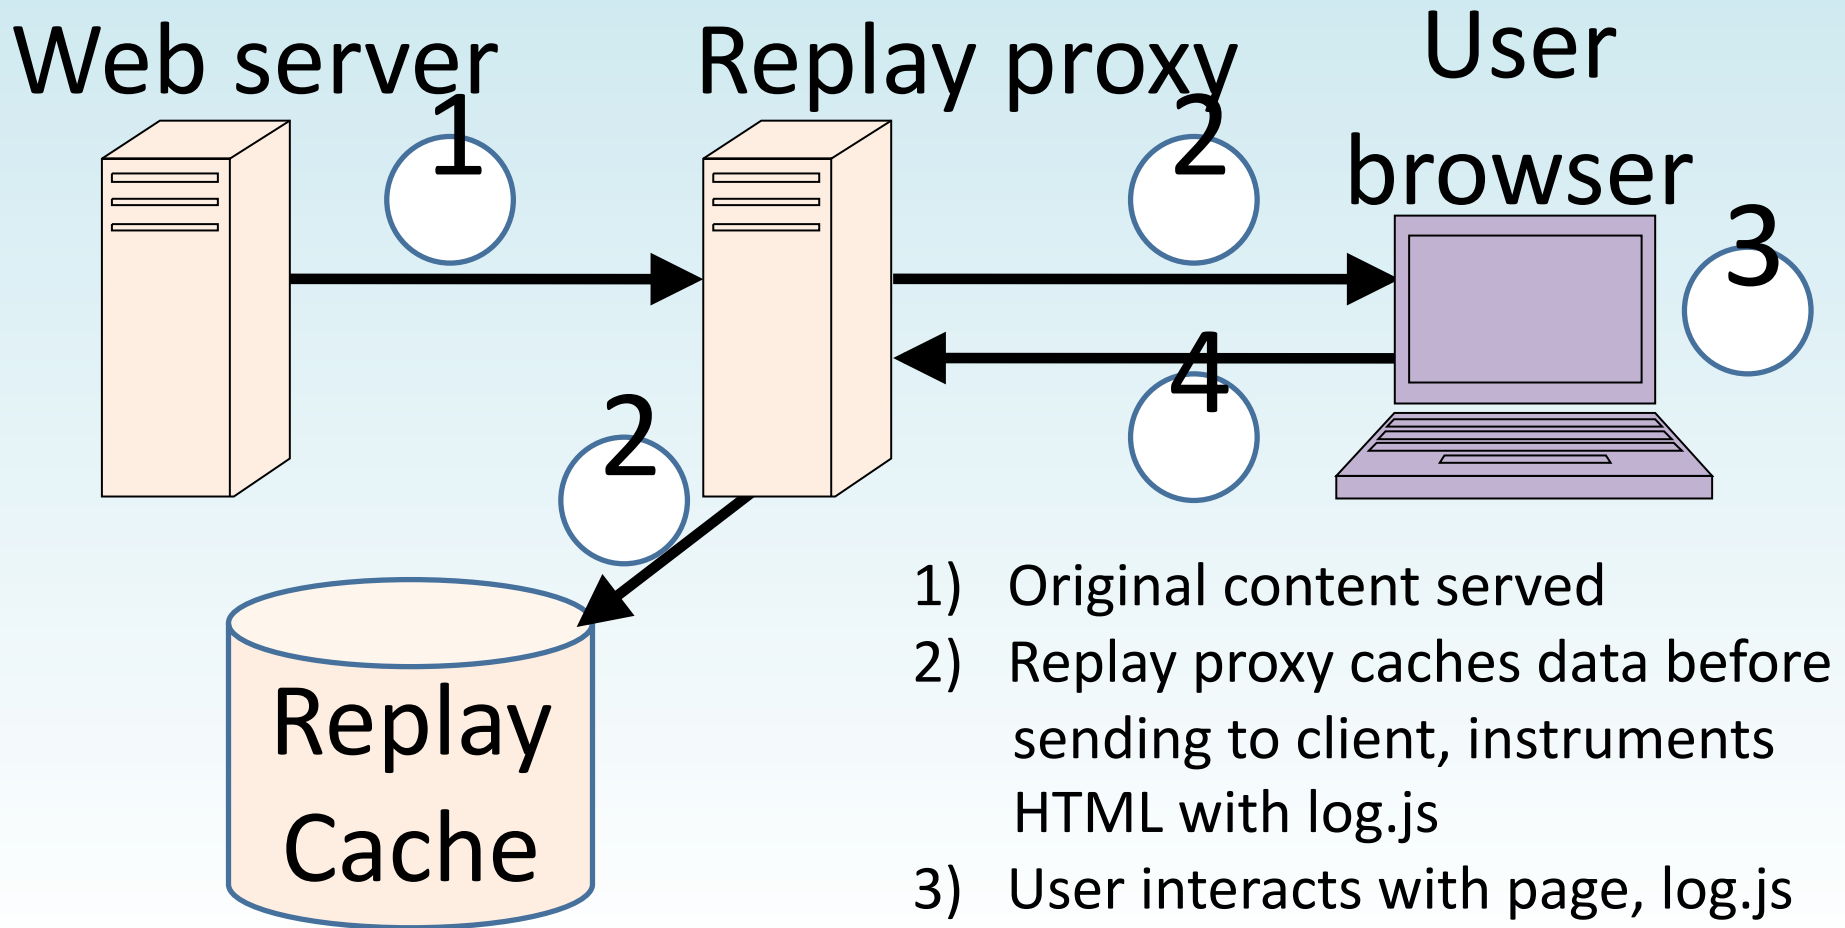 Web server
Replay proxy
User
browser
1
2
3
4
2
Replay
Cache
1) Original content served
2) Replay proxy caches data before
sending to client, instruments
HTML with log.js
3) User interacts with page, log.js